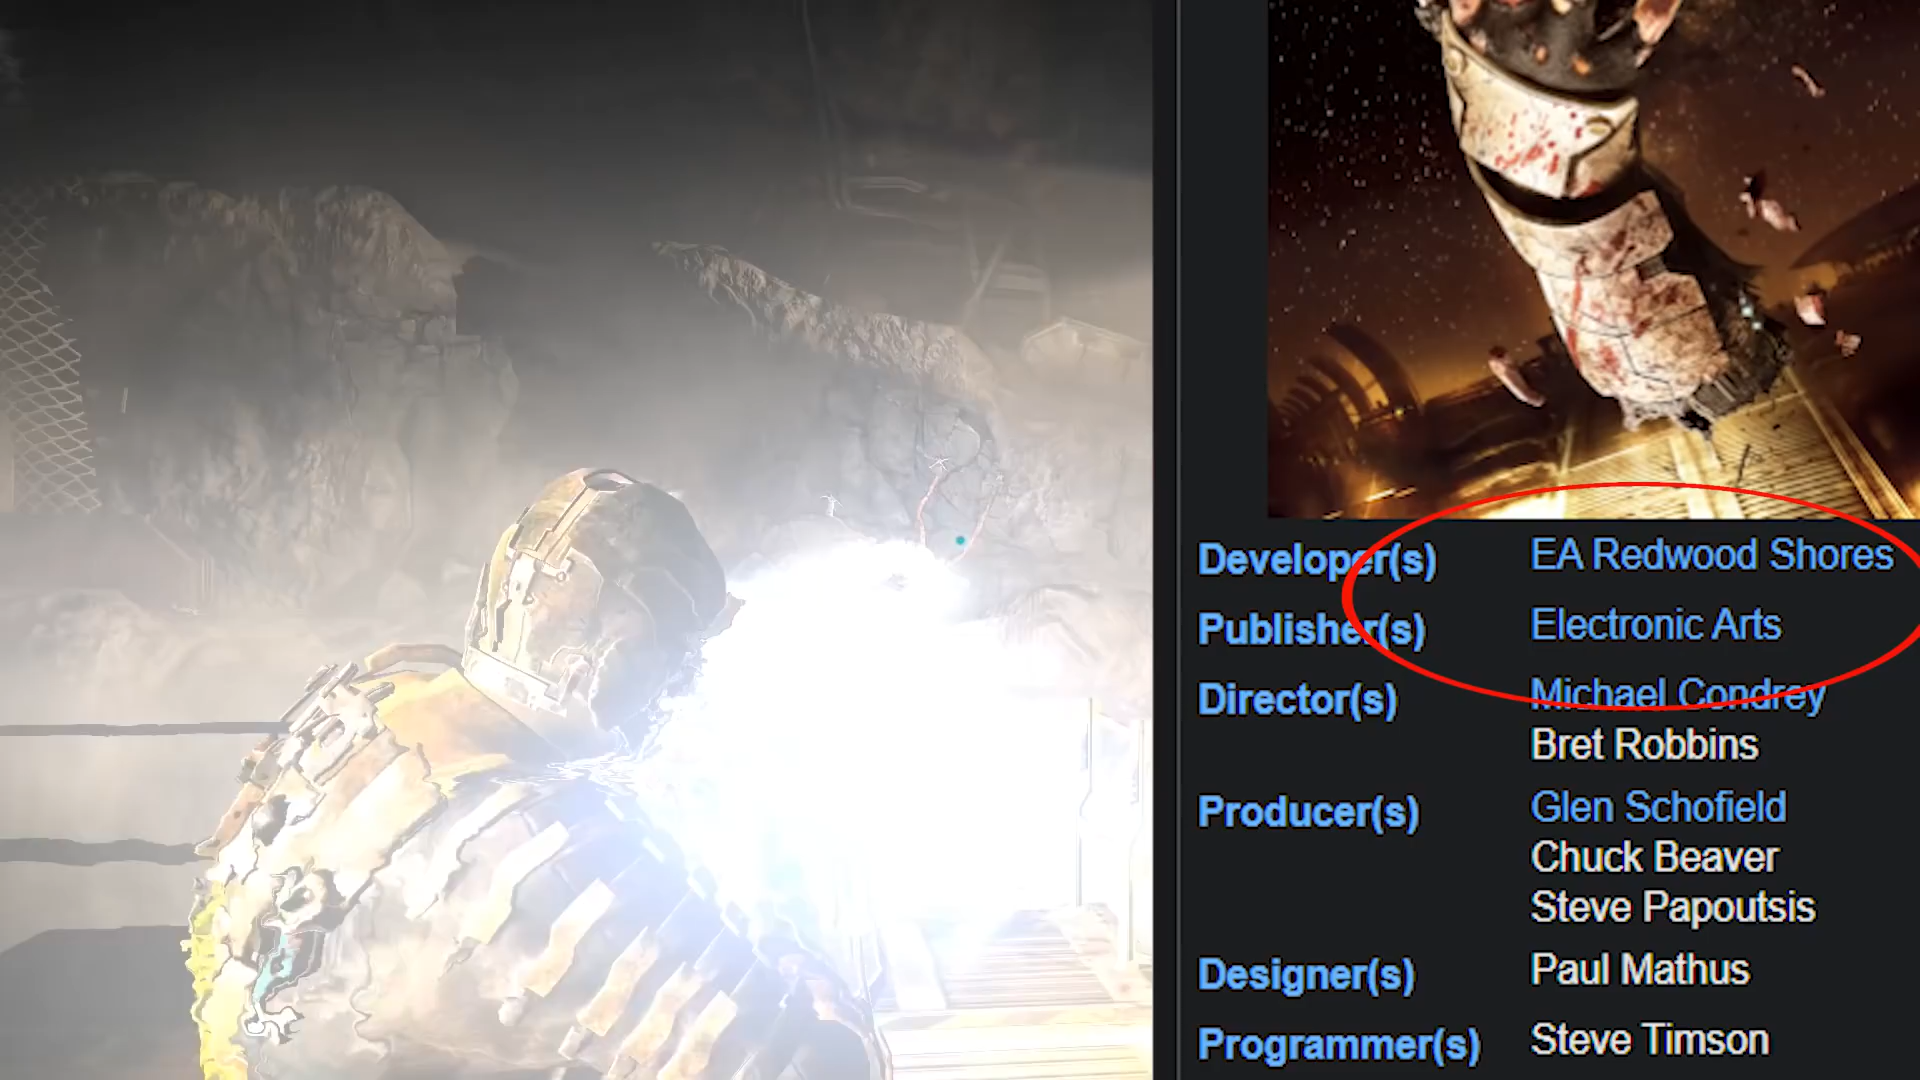 Developer(s) EA Redwood Shores
Publisher(s) Electronic Arts
Director(s) Michael Condrey
Bret Robbins
Producer(s) Glen Schofield
Chuck Beaver
Steve Papoutsis
Designer(s) Paul Mathus
Programmer(s) Steve Timson